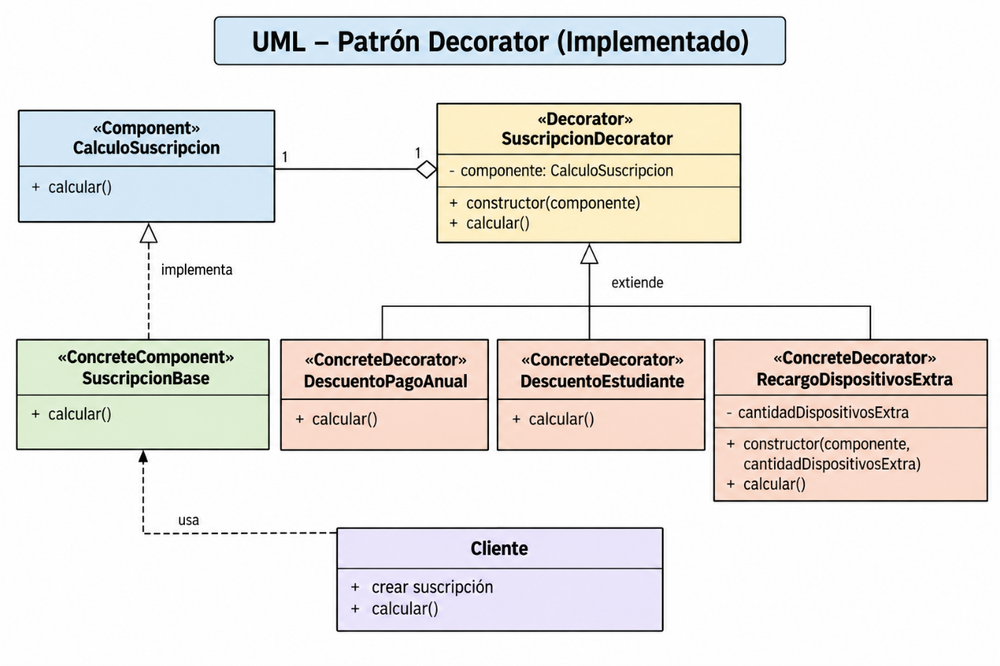 UML – Patrón Decorator (Implementado)
«Component»
CalculoSuscripcion
+ calcular()
1
1
«Decorator»
SuscripcionDecorator
- componente: CalculoSuscripcion
+ constructor(componente)
+ calcular()
implementa
extiende
«ConcreteComponent»
SuscripcionBase
+ calcular()
«ConcreteDecorator»
DescuentoPagoAnual
+ calcular()
«ConcreteDecorator»
DescuentoEstudiante
+ calcular()
«ConcreteDecorator»
RecargoDispositivosExtra
- cantidadDispositivosExtra
+ constructor(componente,
cantidadDispositivosExtra)
+ calcular()
usa
Cliente
+ crear suscripción
+ calcular()